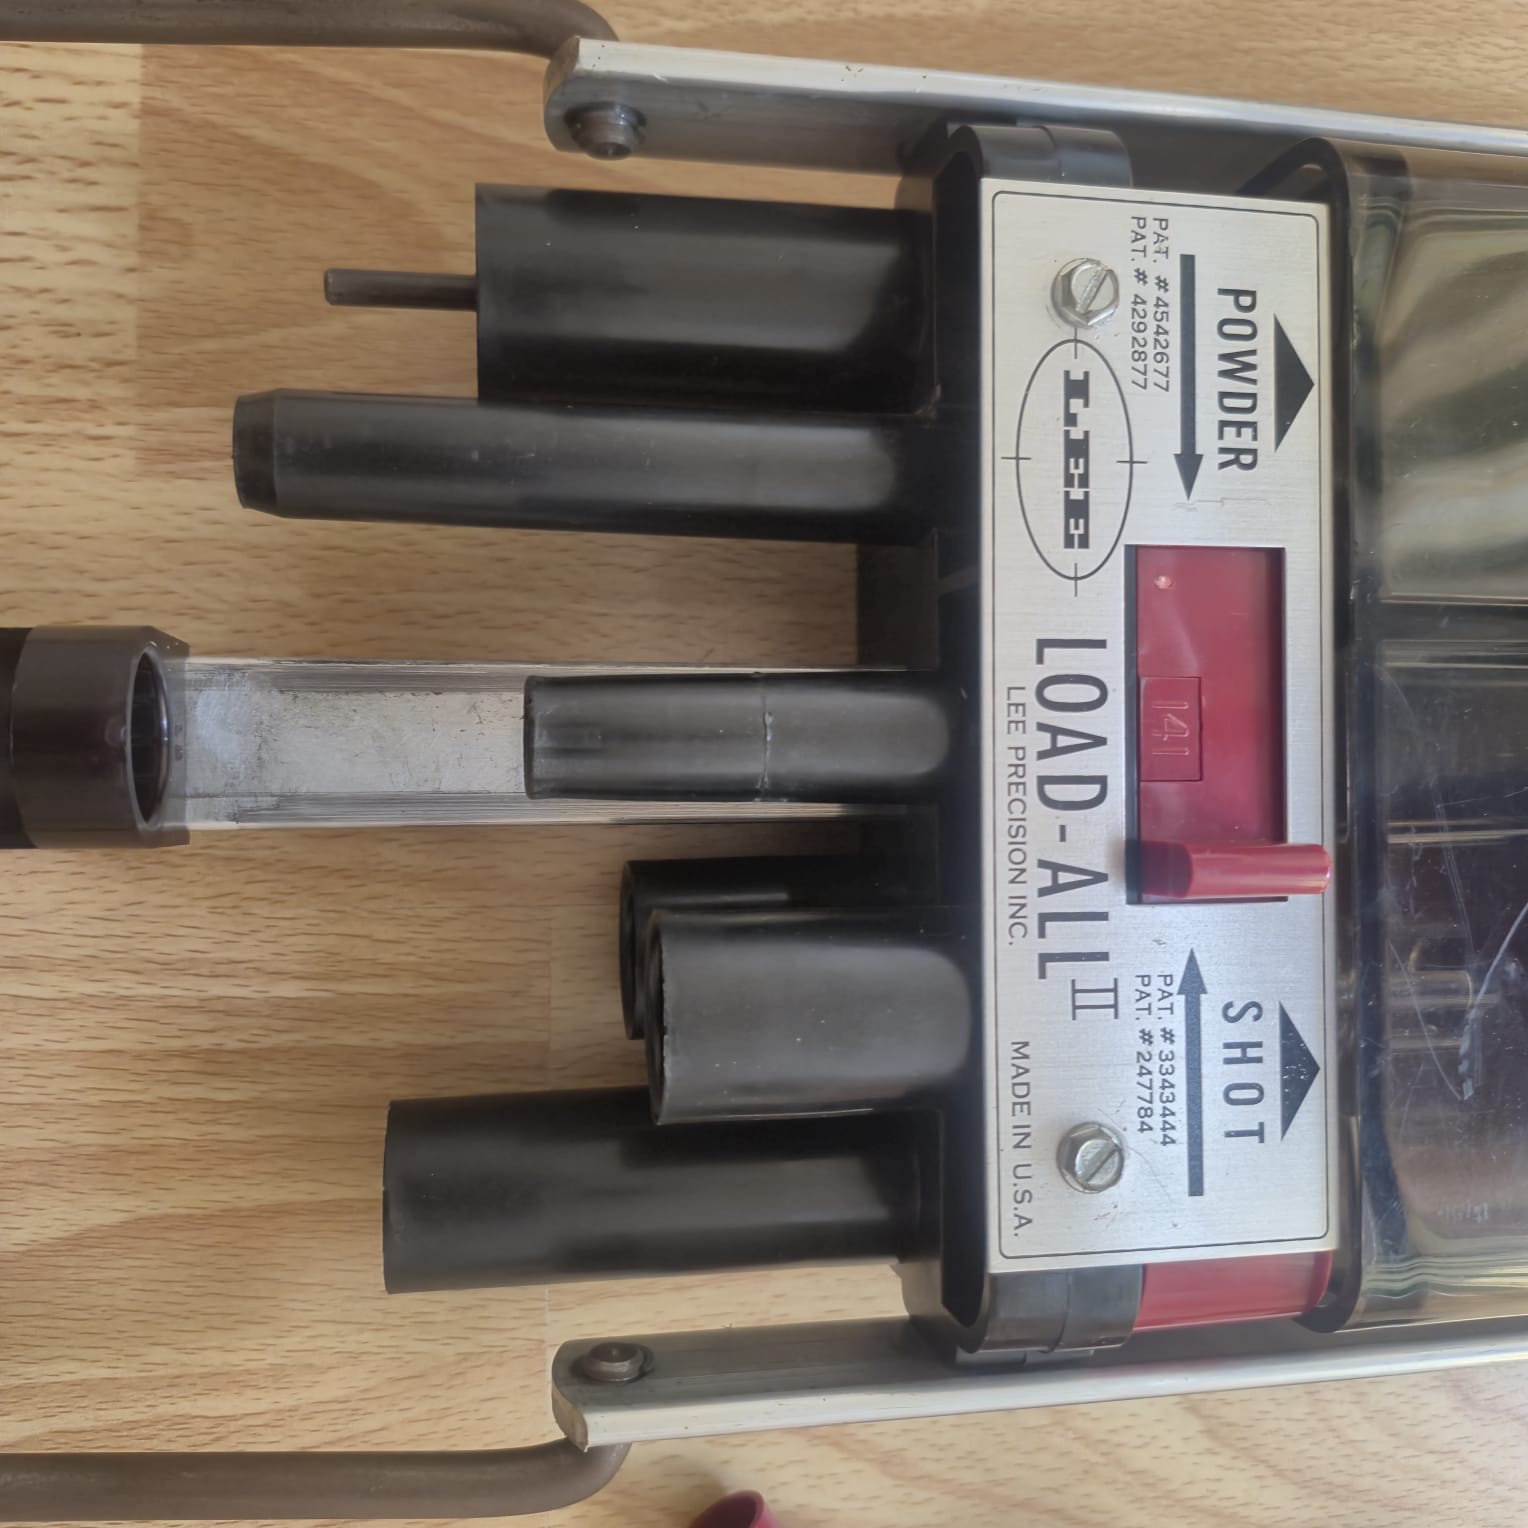 POWDER
PAT. # 4542677
PAT. # 4292877
LEE
141
LOAD-ALL II
LEE PRECISION INC.
SHOT
PAT. # 3343444
PAT. # 247784
MADE IN U.S.A.